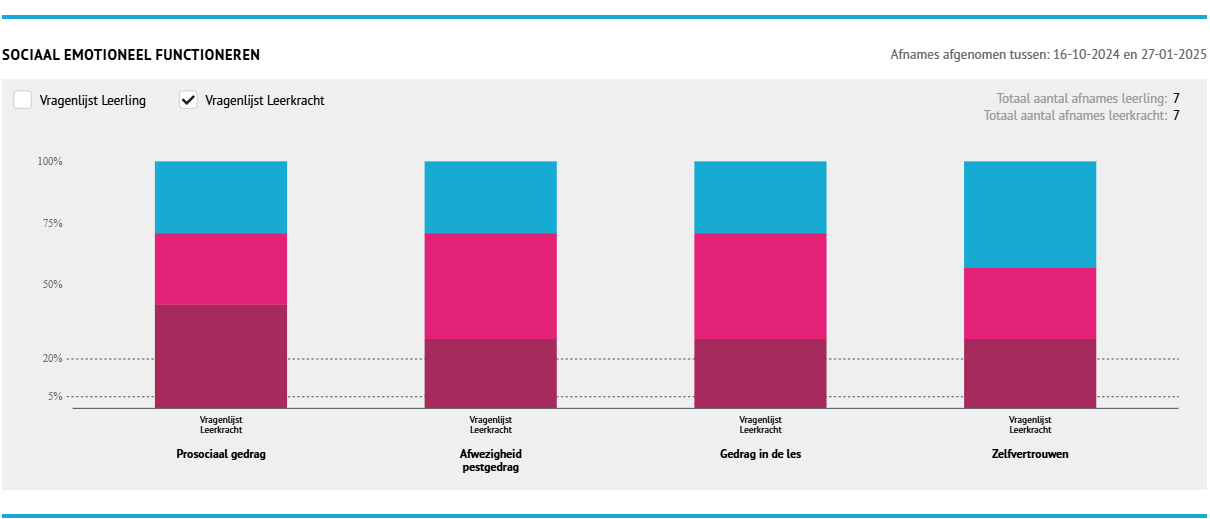 SOCIAAL EMOTIONEEL FUNCTIONEREN
Afnames afgenomen tussen: 16-10-2024 en 27-01-2025
Vragenlijst Leerling
Vragenlijst Leerkracht
Totaal aantal afnames leerling: 7
Totaal aantal afnames leerkracht: 7
100%
75%
50%
20%
5%
Vragenlijst
Leerkracht
Prosociaal gedrag
Vragenlijst
Leerkracht
Afwezigheid
pestgedrag
Vragenlijst
Leerkracht
Gedrag in de les
Vragenlijst
Leerkracht
Zelfvertrouwen